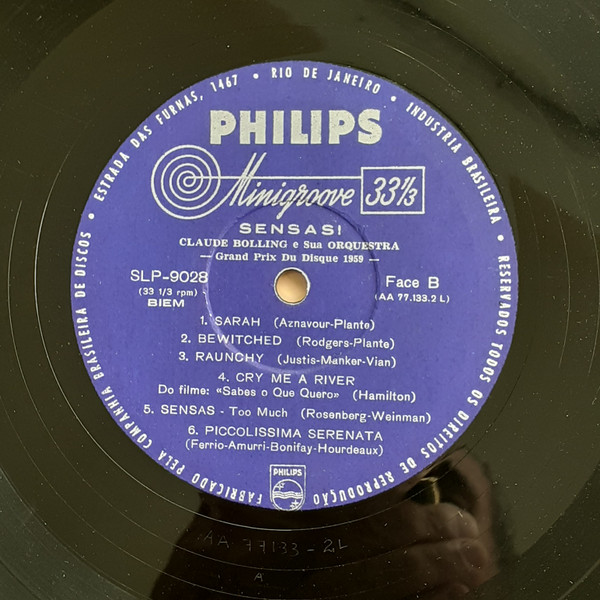 FABRICADO PELA COMPANHIA BRASILEIRA DE DISCOS • ESTRADA DAS FURNAS, 1467 • RIO DE JANEIRO • INDUSTRIA BRASILEIRA • RESERVADOS TODOS OS DIREITOS DE REPRODUÇÃO
PHILIPS
Minigroove 33 1/3
SENSAS!
CLAUDE BOLLING e Sua ORQUESTRA
— Grand Prix Du Disque 1959 —
SLP-9028 Face B
(33 1/3 rpm) - (AA 77.133.2 L)
BIEM
1. SARAH (Aznavour-Plante)
2. BEWITCHED (Rodgers-Plante)
3. RAUNCHY (Justis-Manker-Vian)
4. CRY ME A RIVER
Do filme: «Sabes o Que Quero» (Hamilton)
5. SENSAS - Too Much (Rosenberg-Weinman)
6. PICCOLISSIMA SERENATA
(Ferrio-Amurri-Bonifay-Hourdeaux)
PHILIPS
AA 77133-2L
A